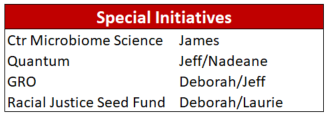 Special Initiatives
Ctr Microbiome Science James
Quantum Jeff/Nadeane
GRO Deborah/Jeff
Racial Justice Seed Fund Deborah/Laurie